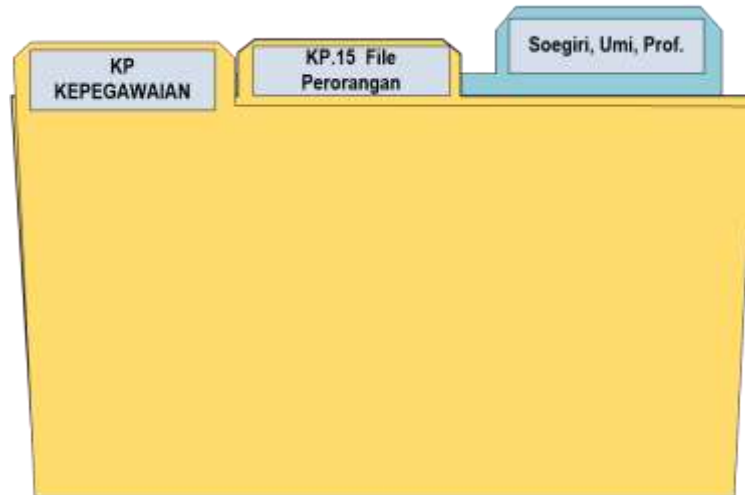 KP
KEPEGAWAIAN
KP.15 File
Perorangan
Soegiri, Umi, Prof.